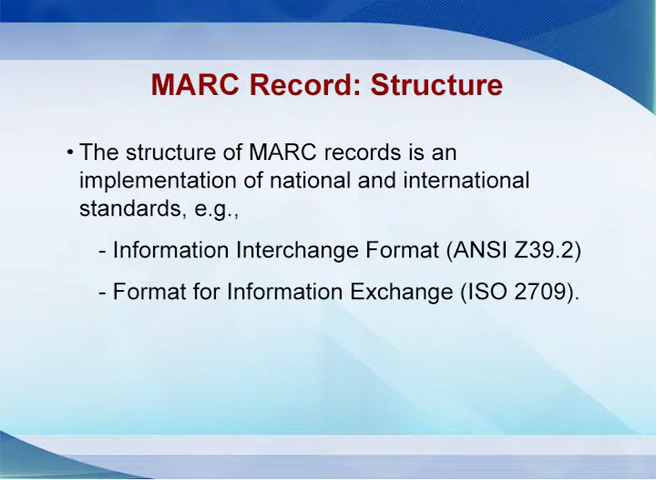 MARC Record: Structure
• The structure of MARC records is an
implementation of national and international
standards, e.g.,
- Information Interchange Format (ANSI Z39.2)
- Format for Information Exchange (ISO 2709).